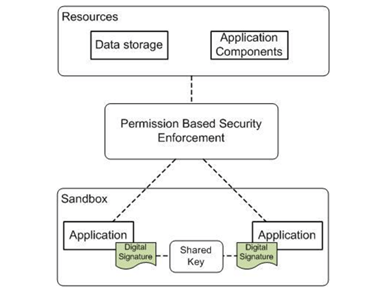 Resources
Data storage
Application
Components
Permission Based Security
Enforcement
Sandbox
Application
Digital
Signature
Shared
Key
Application
Digital
Signature